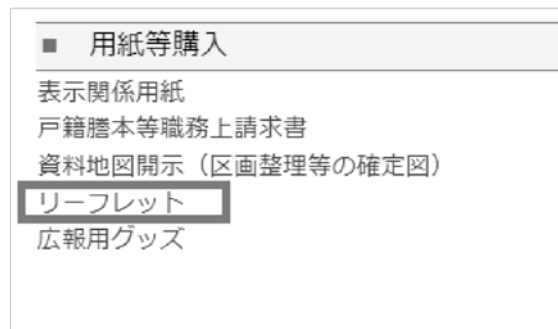 ■ 用紙等購入
表示関係用紙
戸籍謄本等職務上請求書
資料地図開示（区画整理等の確定図）
リーフレット
広報用グッズ